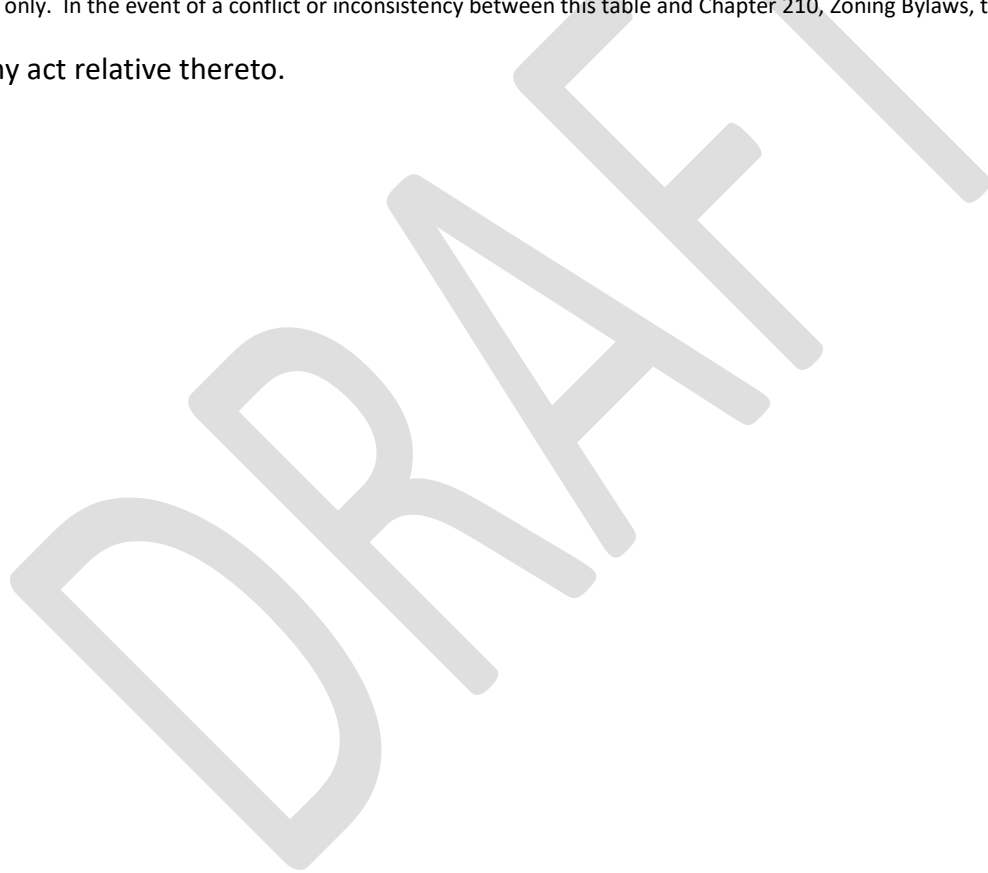 only. In the event of a conflict or inconsistency between this table and Chapter 210, Zoning Bylaws, t
ny act relative thereto.
DRAFT